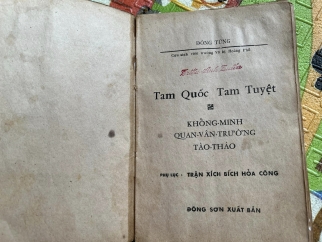 ĐÔNG TÙNG
Tam Quốc Tam Tuyệt
KHỔNG-MINH
QUAN-VÂN-TRƯỜNG
TÀO-THÁO
PHỤ LỤC - TRẬN XÍCH BÍCH HỎA CÔNG
ĐÔNG SƠN XUẤT BẢN